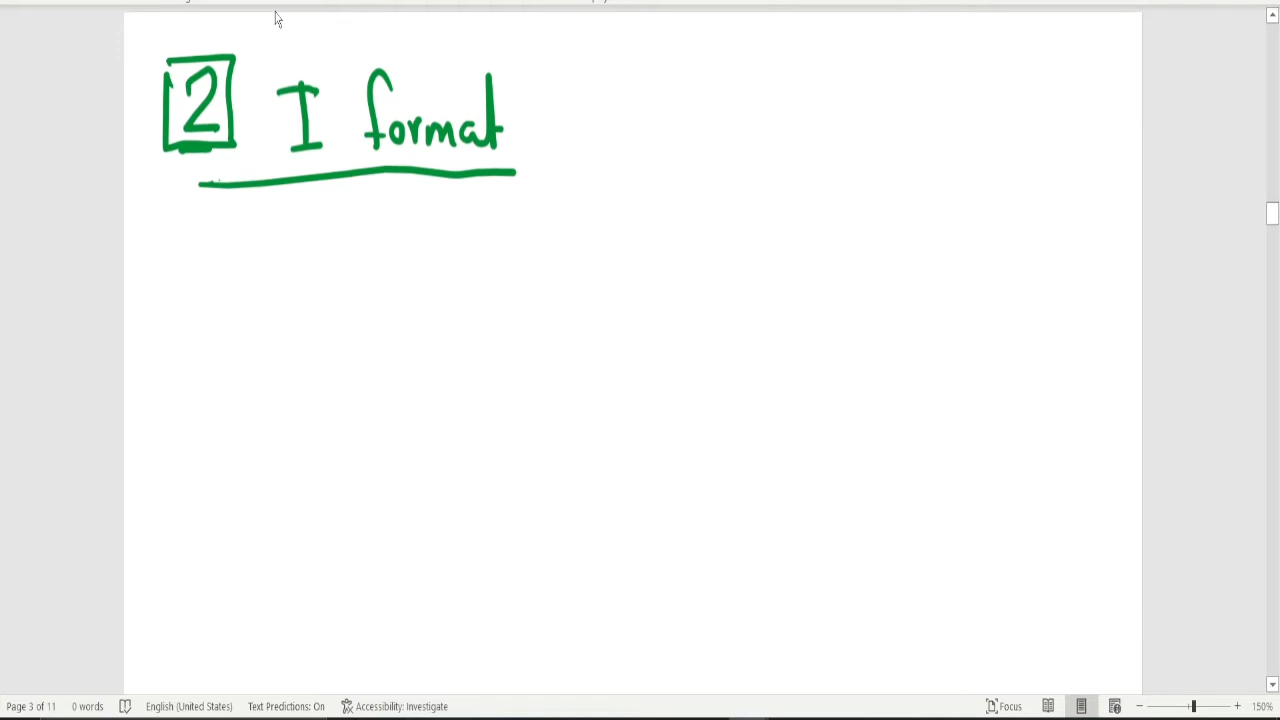 2 I format
Page 3 of 11 0 words English (United States) Text Predictions: On Accessibility: Investigate Focus 150%